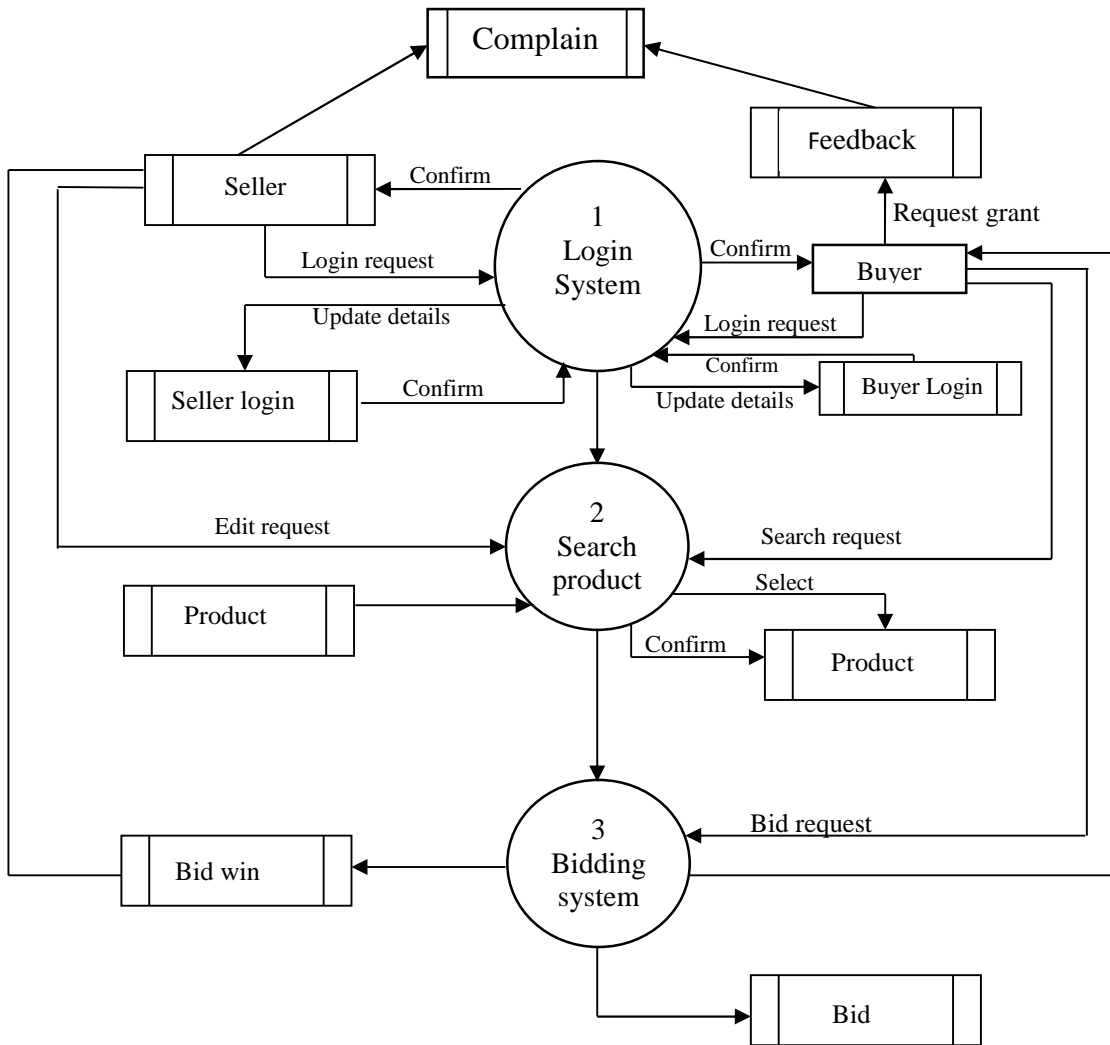 Complain
Feedback
Seller
Confirm
1
Login
System
Request grant
Confirm
Buyer
Login request
Login request
Update details
Confirm
Seller login
Confirm
Buyer Login
Update details
2
Search
product
Edit request
Search request
Select
Product
Confirm
Product
3
Bidding
system
Bid request
Bid win
Bid